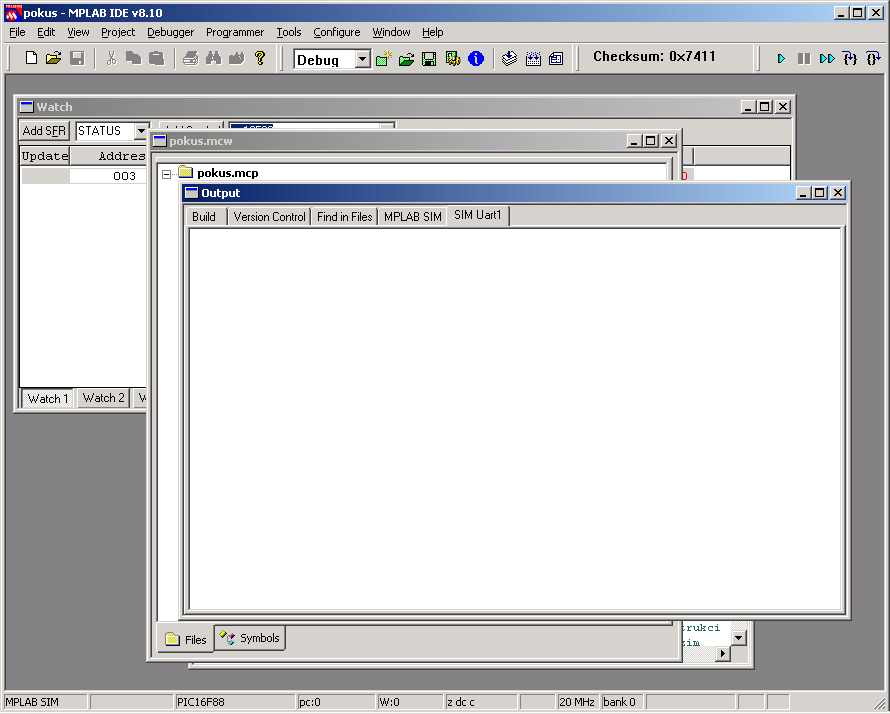 pokus - MPLAB IDE v8.10
File Edit View Project Debugger Programmer Tools Configure Window Help
Debug Checksum: 0x7411
Watch
Add SFR STATUS
Update Addres
003
pokus.mcw
pokus.mcp
Output
Build Version Control Find in Files MPLAB SIM SIM Uart1
Watch 1 Watch 2
rukci
zim
Files Symbols
MPLAB SIM PIC16F88 pc:0 W:0 z dc c 20 MHz bank 0